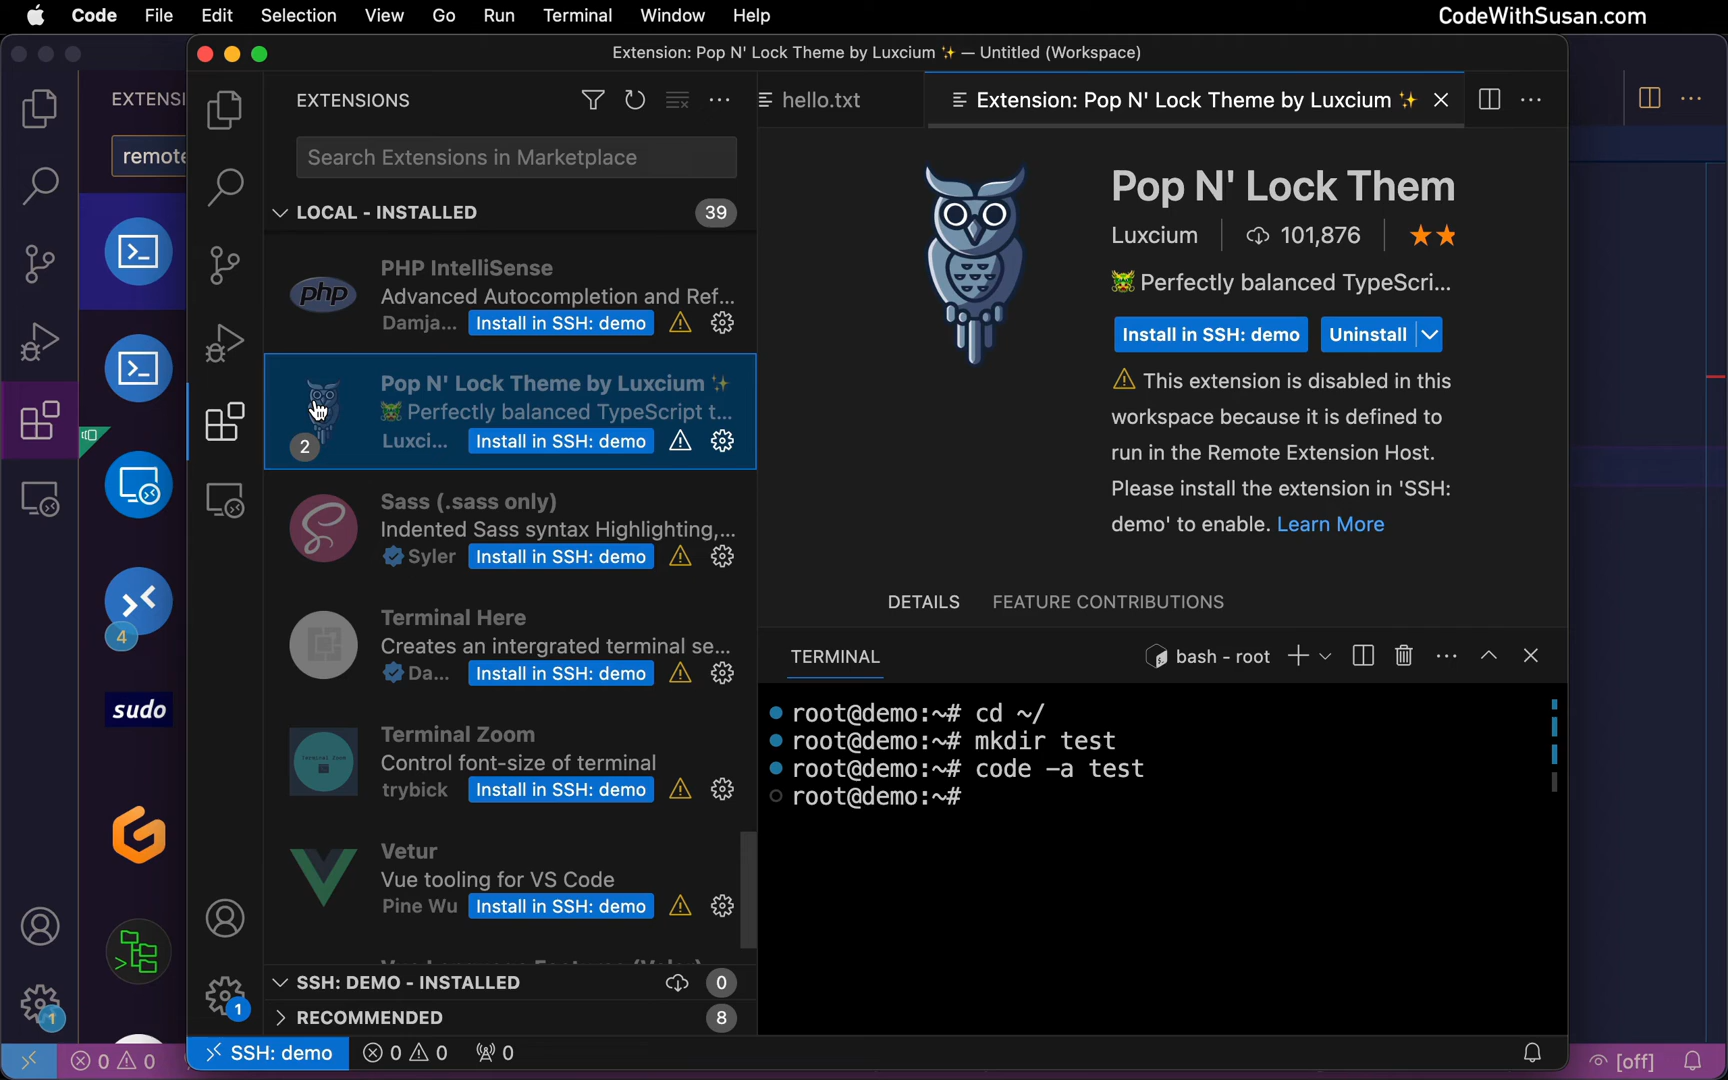 Code File Edit Selection View Go Run Terminal Window Help
CodeWithSusan.com
Extension: Pop N' Lock Theme by Luxcium ✨ — Untitled (Workspace)
EXTENSI
remote
4
sudo
1
0 0
EXTENSIONS
Search Extensions in Marketplace
LOCAL - INSTALLED 39
php
PHP IntelliSense
Advanced Autocompletion and Ref...
Damja... Install in SSH: demo
Pop N' Lock Theme by Luxcium ✨
Perfectly balanced TypeScript t...
2
Luxci... Install in SSH: demo
Sass (.sass only)
Indented Sass syntax Highlighting,...
Syler Install in SSH: demo
Terminal Here
Creates an intergrated terminal se...
Da... Install in SSH: demo
Terminal Zoom
Control font-size of terminal
trybick Install in SSH: demo
Vetur
Vue tooling for VS Code
Pine Wu Install in SSH: demo
SSH: DEMO - INSTALLED 0
RECOMMENDED 8
1
SSH: demo 0 0 0
hello.txt
Extension: Pop N' Lock Theme by Luxcium ✨
Pop N' Lock Them
Luxcium 101,876
Perfectly balanced TypeScri...
Install in SSH: demo Uninstall
This extension is disabled in this
workspace because it is defined to
run in the Remote Extension Host.
Please install the extension in 'SSH:
demo' to enable. Learn More
DETAILS FEATURE CONTRIBUTIONS
TERMINAL
bash - root
root@demo:~# cd ~/
root@demo:~# mkdir test
root@demo:~# code -a test
root@demo:~#
[off]